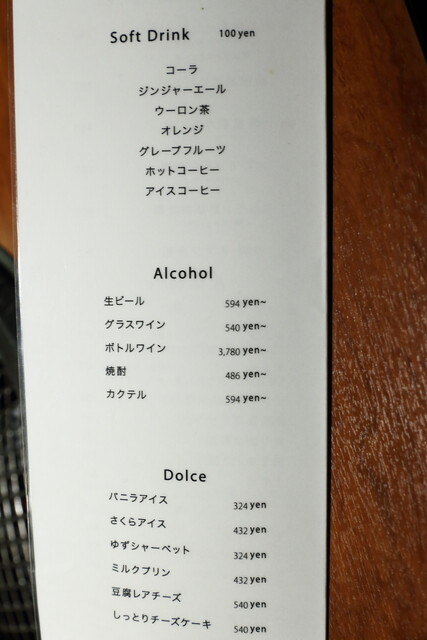 Soft Drink 100 yen
コーラ
ジンジャーエール
ウーロン茶
オレンジ
グレープフルーツ
ホットコーヒー
アイスコーヒー
Alcohol
生ビール 594 yen~
グラスワイン 540 yen~
ボトルワイン 3,780 yen~
焼酎 486 yen~
カクテル 594 yen~
Dolce
バニラアイス 324 yen
さくらアイス 432 yen
ゆずシャーベット 324 yen
ミルクプリン 432 yen
豆腐レアチーズ 540 yen
しっとりチーズケーキ 540 yen